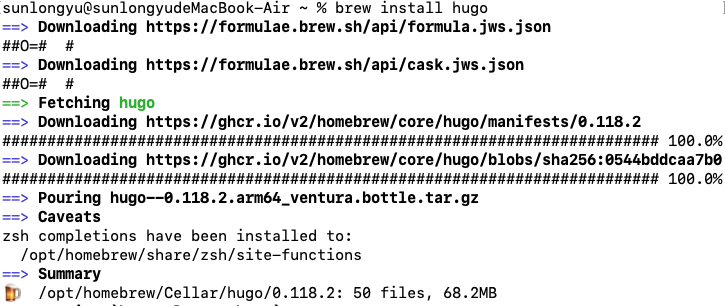 sunlongyu@sunlongyudeMacBook-Air ~ % brew install hugo
==> Downloading https://formulae.brew.sh/api/formula.jws.json
##O=#  #
==> Downloading https://formulae.brew.sh/api/cask.jws.json
##O=#  #
==> Fetching hugo
==> Downloading https://ghcr.io/v2/homebrew/core/hugo/manifests/0.118.2
######################################################################## 100.0%
==> Downloading https://ghcr.io/v2/homebrew/core/hugo/blobs/sha256:0544bddcaa7b0
######################################################################## 100.0%
==> Pouring hugo--0.118.2.arm64_ventura.bottle.tar.gz
==> Caveats
zsh completions have been installed to:
  /opt/homebrew/share/zsh/site-functions
==> Summary
🍺  /opt/homebrew/Cellar/hugo/0.118.2: 50 files, 68.2MB